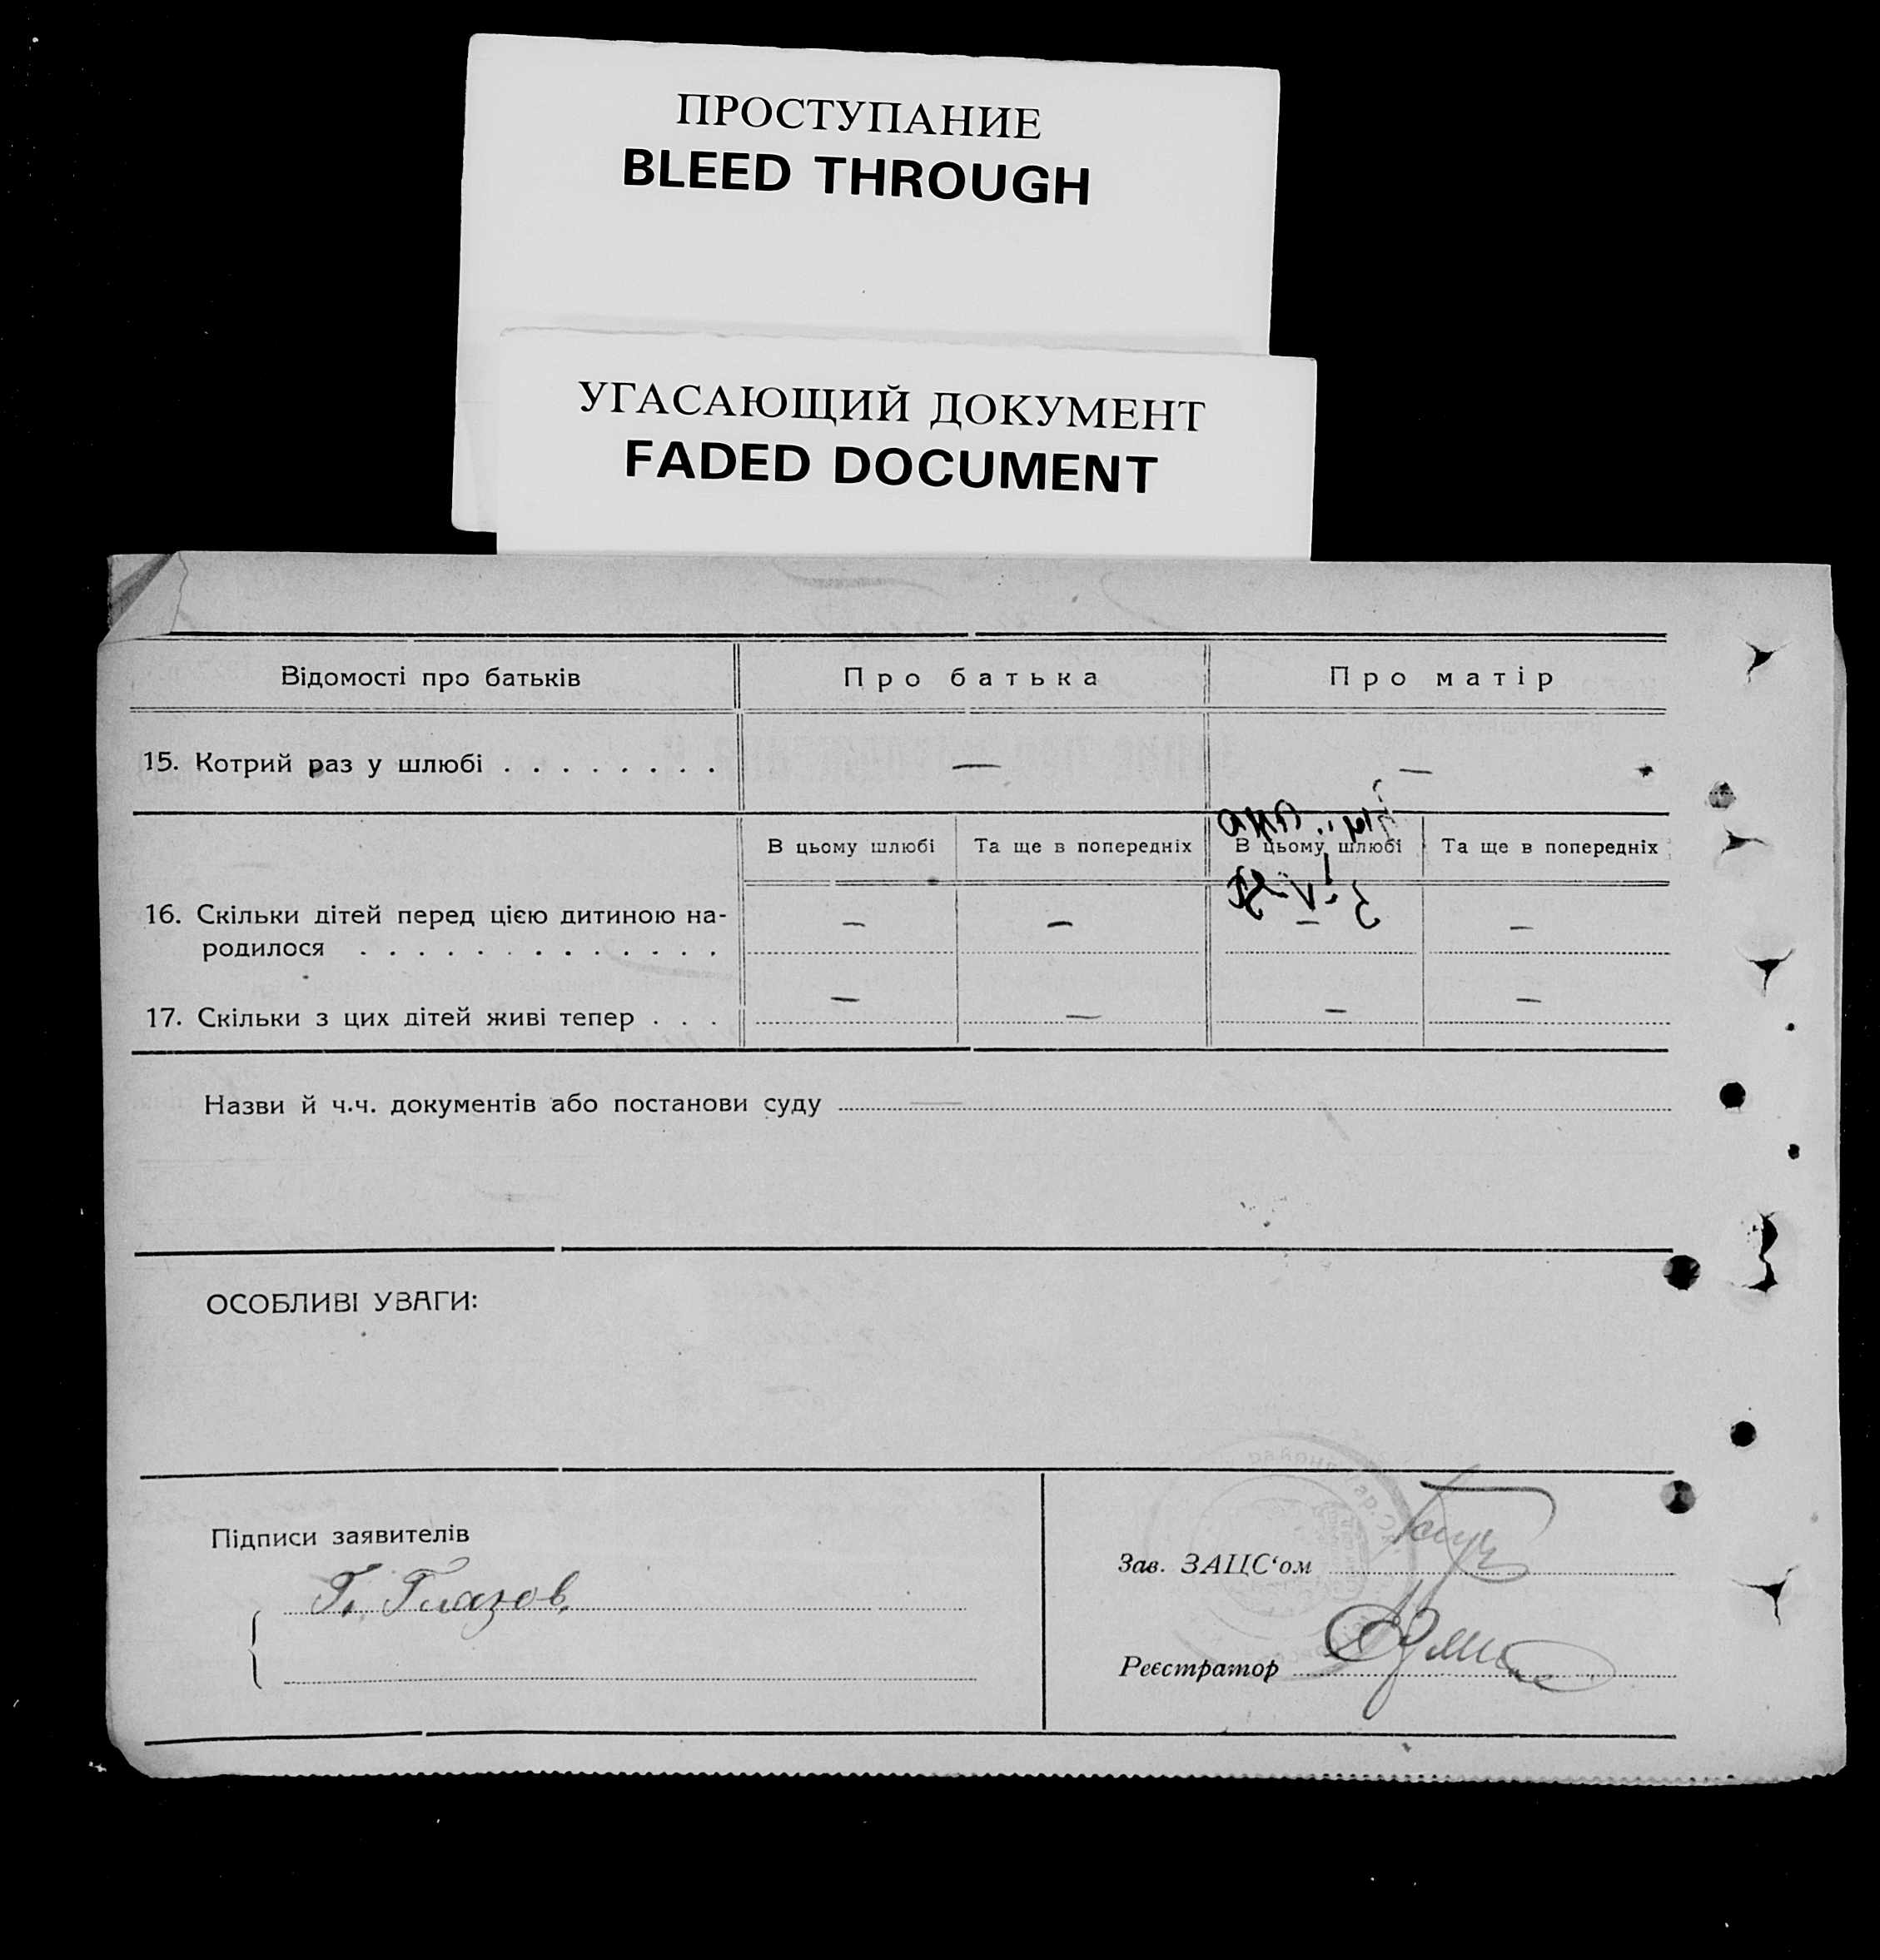 ПРОСТУПАНИЕ
BLEED THROUGH
УГАСАЮЩИЙ ДОКУМЕНТ
FADED DOCUMENT
Відомості про батьків Про батька Про матір
15. Котрий раз у шлюбі . . . . . . . . — —
В цьому шлюбі Та ще в попередніх В цьому шлюбі Та ще в попередніх
16. Скільки дітей перед цією дитиною на-
родилося . . . . . . . . . . . . . — — — —
17. Скільки з цих дітей живі тепер . . . — — — —
Назви й ч.ч. документів або постанови суду —
ОСОБЛИВІ УВАГИ:
Підписи заявителів
Г. Глазов
Зав. ЗАЦС‘ом
Реєстратор